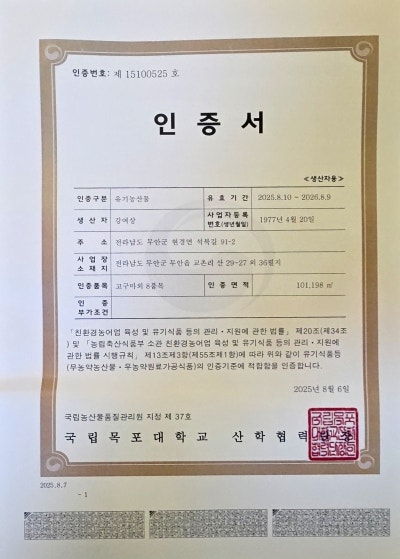 인증번호: 제 15100525 호
인 증 서
<생산자용>
인증구분 유기농산물 유 효 기 간 2025.8.10 ~ 2026.8.9
생 산 자 강여상 사업자등록번호(생년월일) 1977년 4월 20일
주 소 전라남도 무안군 현경면 석북길 91-2
사 업 장 소 재 지 전라남도 무안군 무안읍 교촌리 산 29-27 외 36필지
인증품목 고구마외 8품목 인 증 면 적 101,198 ㎡
인 증 부가조건
「친환경농어업 육성 및 유기식품 등의 관리ㆍ지원에 관한 법률」 제20조(제34조)
및 「농림축산식품부 소관 친환경농어업 육성 및 유기식품 등의 관리ㆍ지원에
관한 법률 시행규칙」 제13조제3항(제55조제1항)에 따라 위와 같이 유기식품등
(무농약농산물ㆍ무농약원료가공식품)의 인증기준에 적합함을 인증합니다.
2025년 8월 6일
국립농산물품질관리원 지정 제 37호
국 립 목 포 대 학 교 산 학 협 력 단 장
2025.8.7
- 1